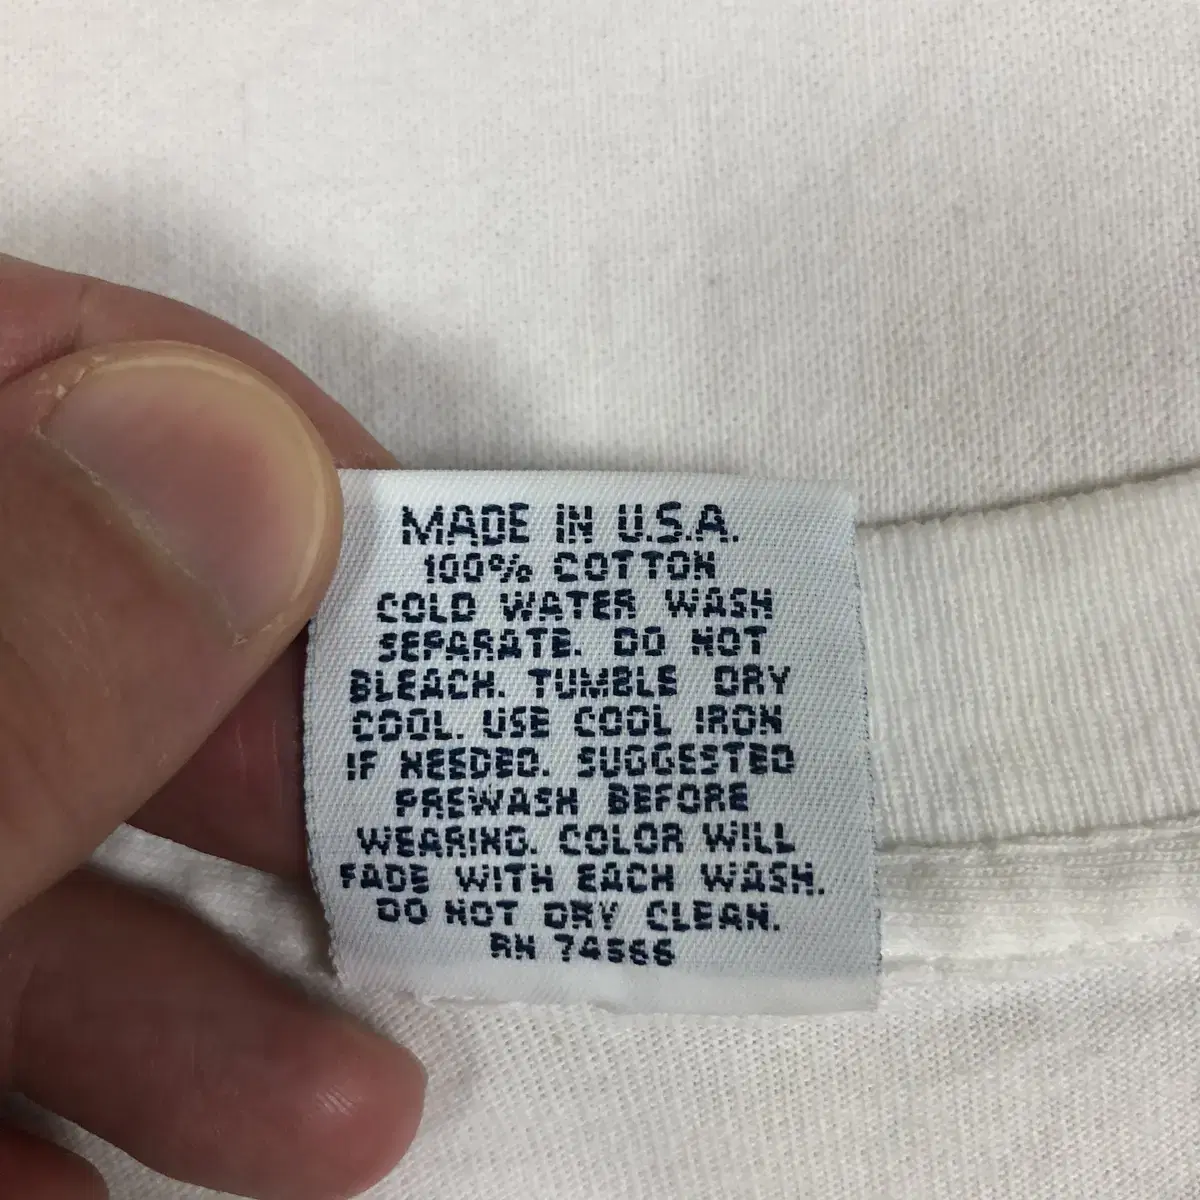 MADE IN U.S.A.
100% COTTON
COLD WATER WASH
SEPARATE. DO NOT
BLEACH. TUMBLE DRY
COOL. USE COOL IRON
IF NEEDED. SUGGESTED
PREWASH BEFORE
WEARING. COLOR WILL
FADE WITH EACH WASH.
DO NOT DRY CLEAN.
RN